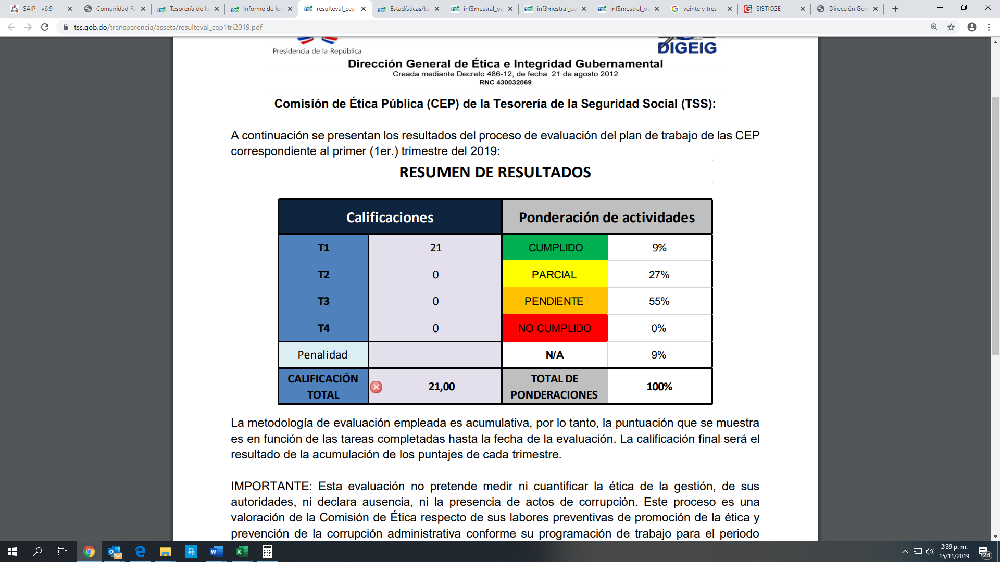 SAIP - v6.9
Comunidad RA
Tesorería de la
Informe de log
resulteval_cep
Estadísticas/ba
inf3mestral_oa
inf3mestral_oa
inf3mestral_oa
veinte y tres -
SISTICGE
Dirección Gen
tss.gob.do/transparencia/assets/resulteval_cep1tri2019.pdf
Presidencia de la República
DIGEIG
Dirección General de Ética e Integridad Gubernamental
Creada mediante Decreto 486-12, de fecha 21 de agosto 2012
RNC 430032069
Comisión de Ética Pública (CEP) de la Tesorería de la Seguridad Social (TSS):
A continuación se presentan los resultados del proceso de evaluación del plan de trabajo de las CEP
correspondiente al primer (1er.) trimestre del 2019:
RESUMEN DE RESULTADOS
Calificaciones Ponderación de actividades
T1 21 CUMPLIDO 9%
T2 0 PARCIAL 27%
T3 0 PENDIENTE 55%
T4 0 NO CUMPLIDO 0%
Penalidad N/A 9%
CALIFICACIÓN TOTAL 21,00 TOTAL DE PONDERACIONES 100%
La metodología de evaluación empleada es acumulativa, por lo tanto, la puntuación que se muestra
es en función de las tareas completadas hasta la fecha de la evaluación. La calificación final será el
resultado de la acumulación de los puntajes de cada trimestre.
IMPORTANTE: Esta evaluación no pretende medir ni cuantificar la ética de la gestión, de sus
autoridades, ni declara ausencia, ni la presencia de actos de corrupción. Este proceso es una
valoración de la Comisión de Ética respecto de sus labores preventivas de promoción de la ética y
prevención de la corrupción administrativa conforme su programación de trabajo para el periodo
2:39 p. m.
15/11/2019
24